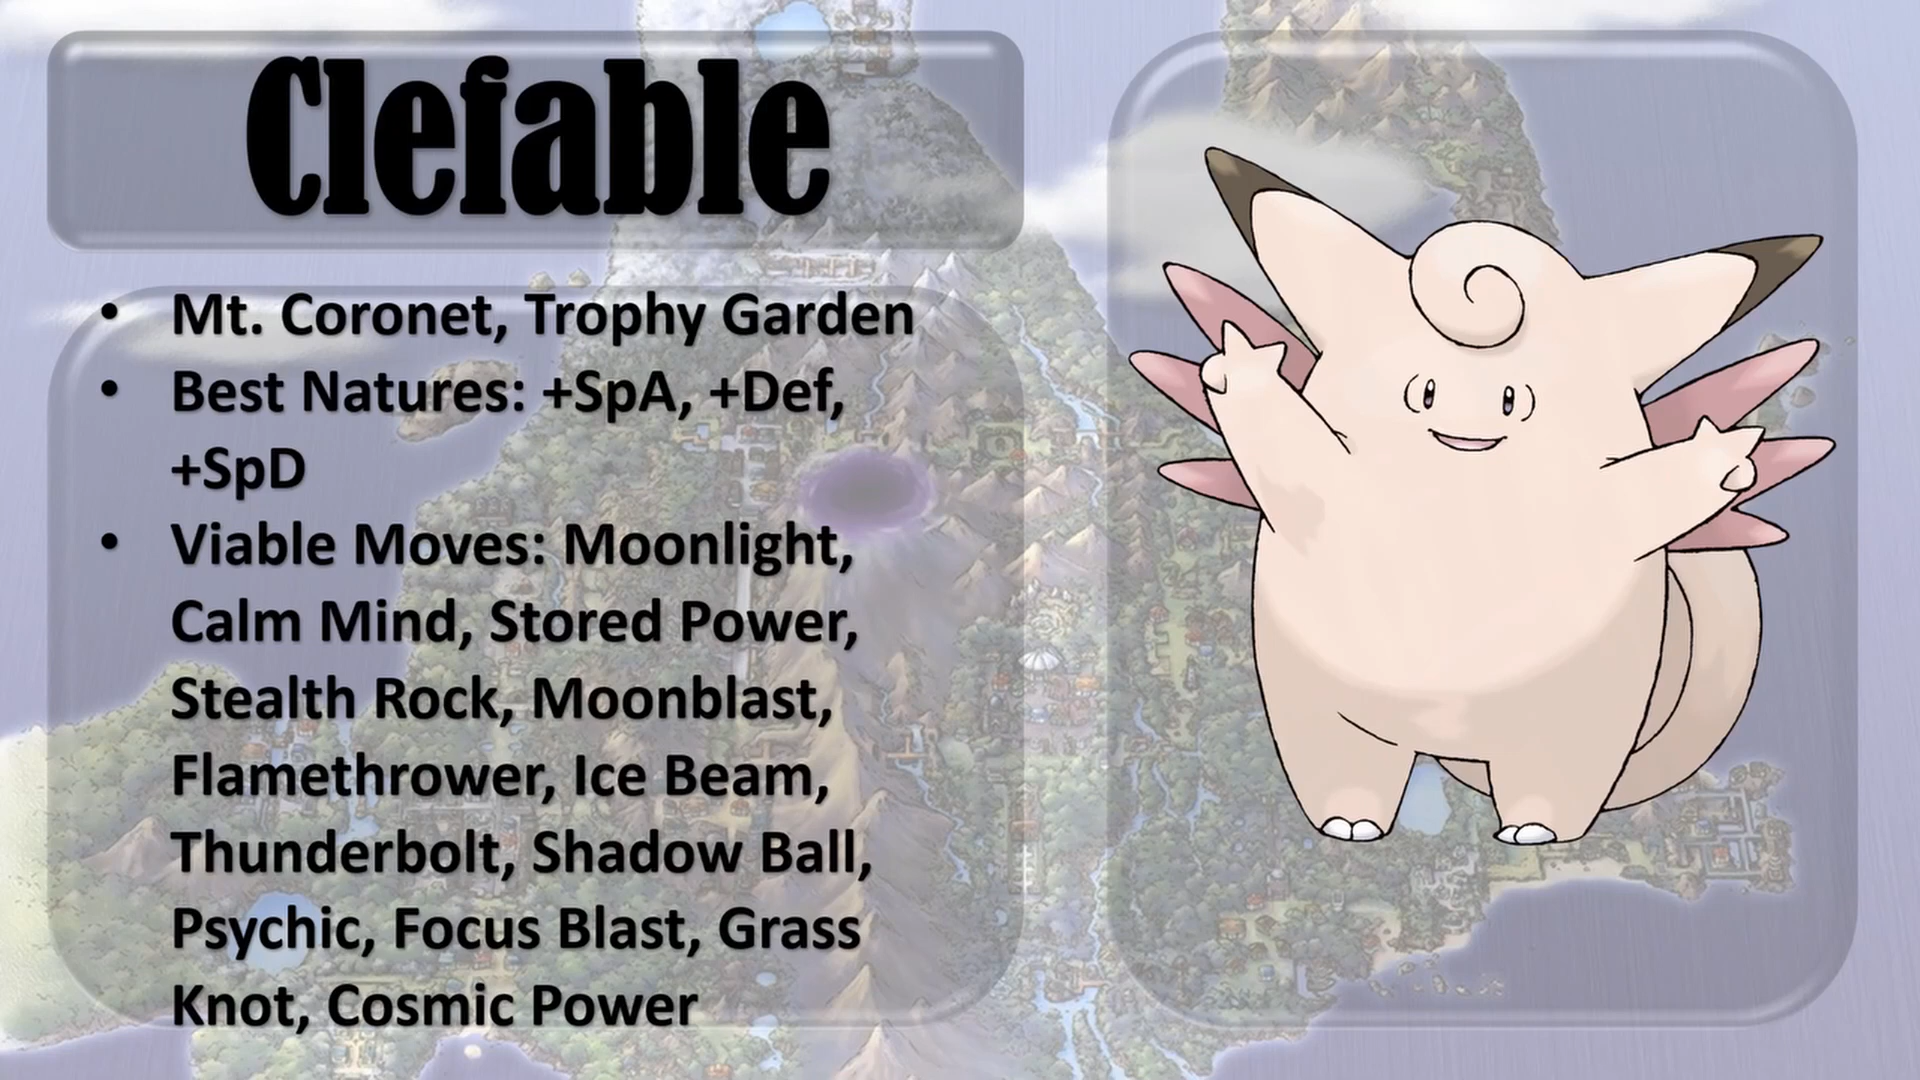 Clefable
• Mt. Coronet, Trophy Garden
• Best Natures: +SpA, +Def,
+SpD
• Viable Moves: Moonlight,
Calm Mind, Stored Power,
Stealth Rock, Moonblast,
Flamethrower, Ice Beam,
Thunderbolt, Shadow Ball,
Psychic, Focus Blast, Grass
Knot, Cosmic Power